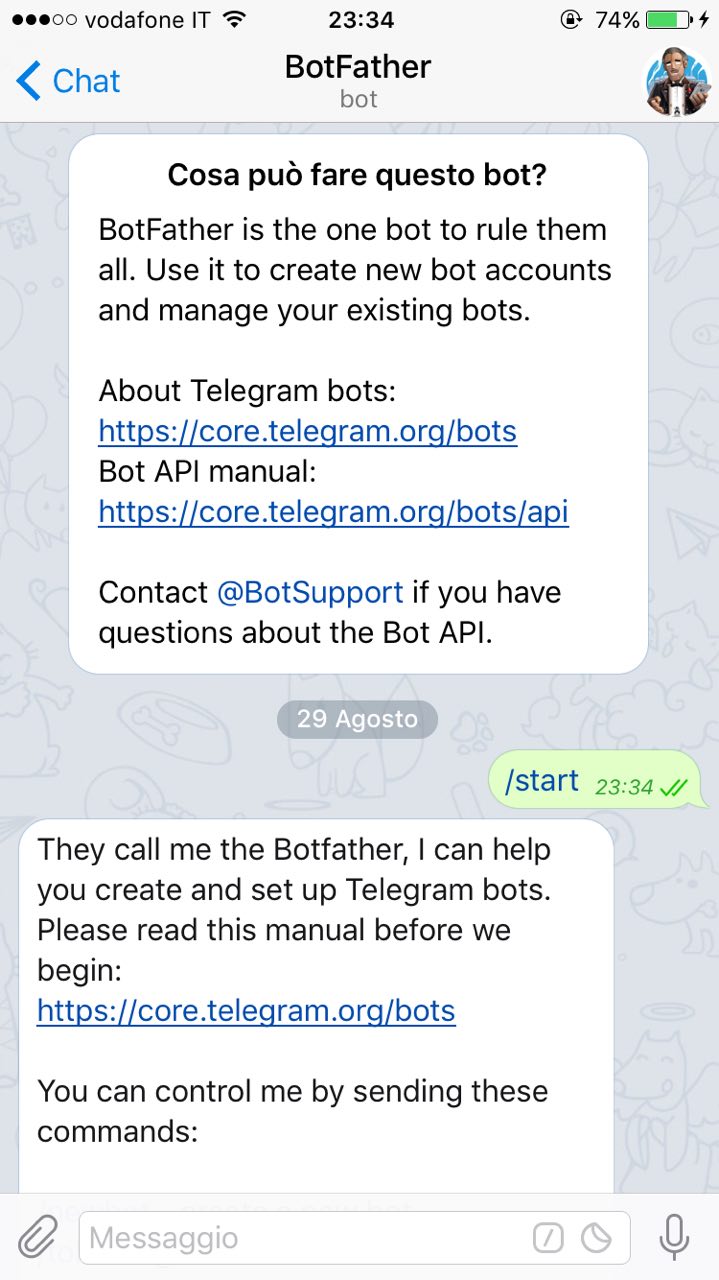 vodafone IT
23:34
74%
Chat
BotFather
bot
Cosa può fare questo bot?
BotFather is the one bot to rule them
all. Use it to create new bot accounts
and manage your existing bots.
About Telegram bots:
https://core.telegram.org/bots
Bot API manual:
https://core.telegram.org/bots/api
Contact @BotSupport if you have
questions about the Bot API.
29 Agosto
/start 23:34
They call me the Botfather, I can help
you create and set up Telegram bots.
Please read this manual before we
begin:
https://core.telegram.org/bots
You can control me by sending these
commands:
Messaggio